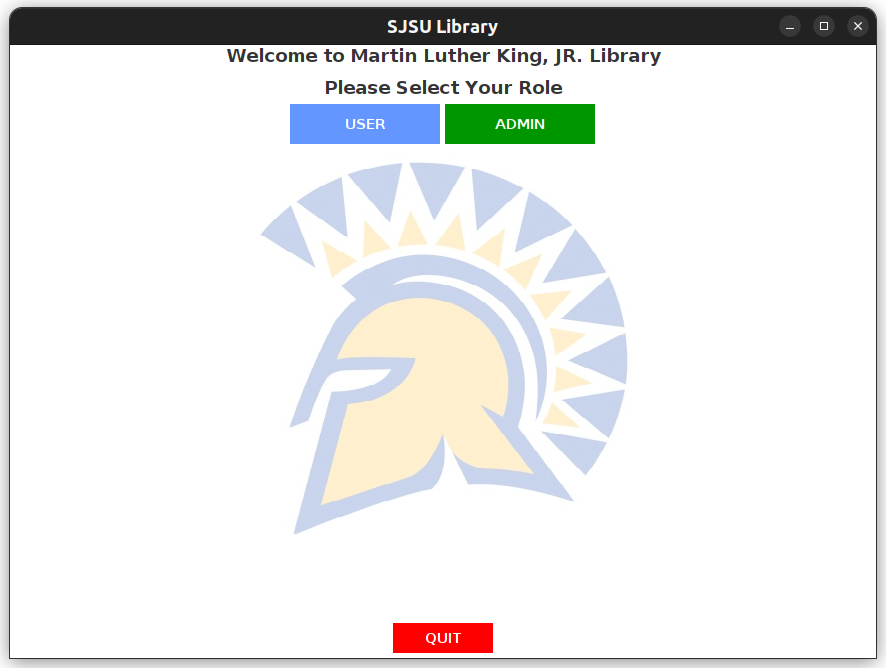 SJSU Library
Welcome to Martin Luther King, JR. Library
Please Select Your Role
USER ADMIN
QUIT